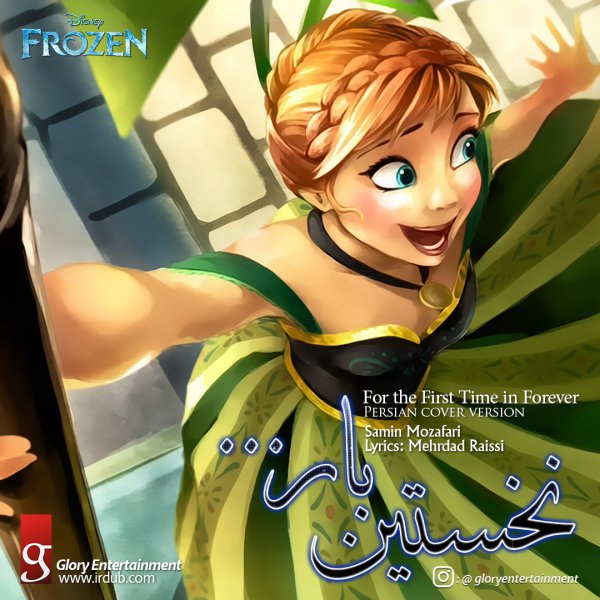 Disney
FROZEN
For the First Time in Forever
PERSIAN COVER VERSION
Samin Mozafari
Lyrics: Mehrdad Raissi
نخستین بار...
g
Glory Entertainment
www.irdub.com
: @ gloryentertainment